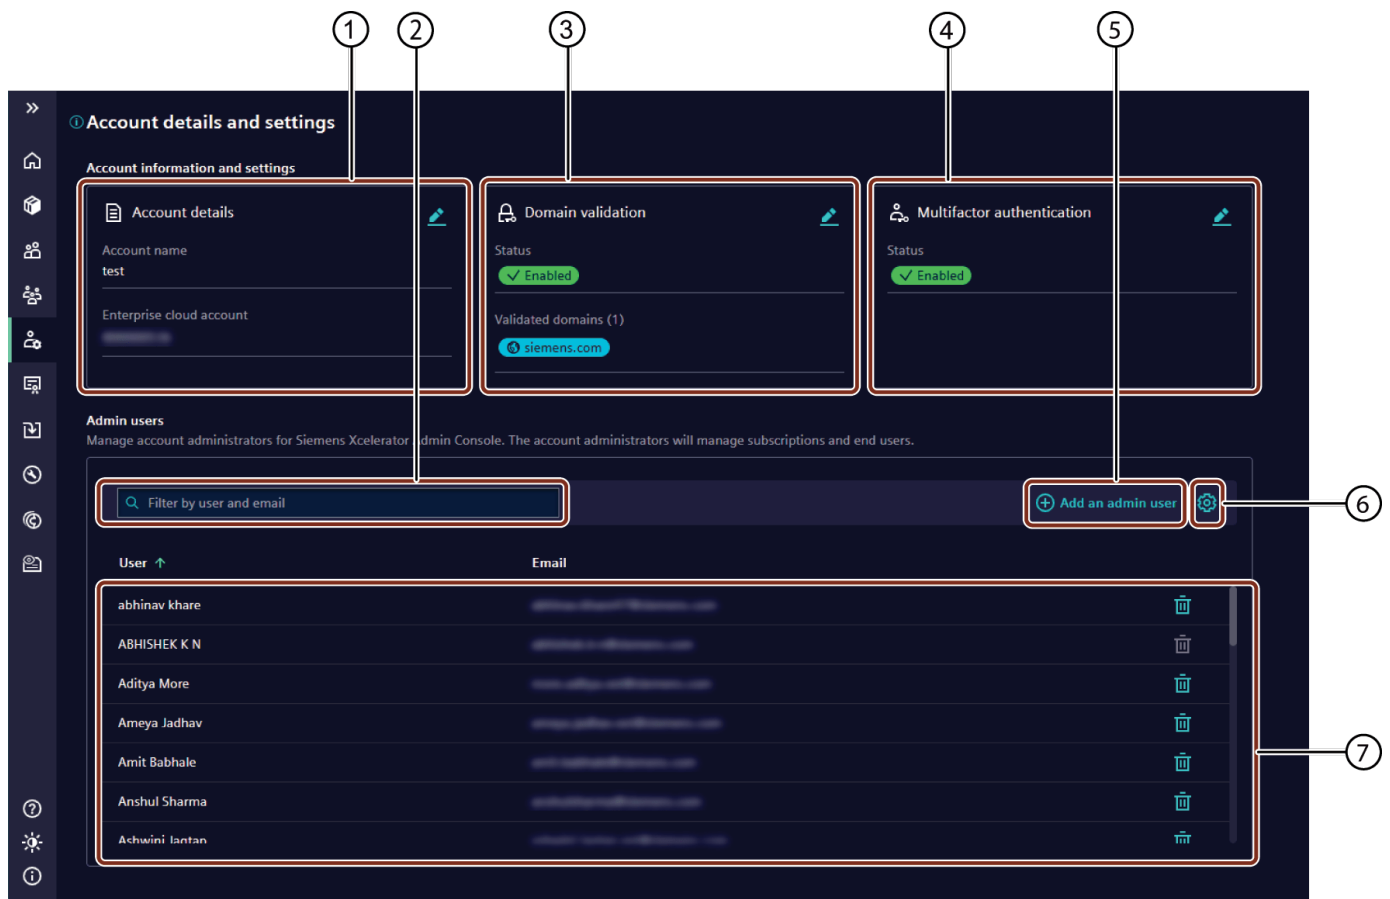 1 2 3 4 5
Account details and settings
Account information and settings
Account details
Account name
test
Enterprise cloud account
Domain validation
Status
Enabled
Validated domains (1)
siemens.com
Multifactor authentication
Status
Enabled
Admin users
Manage account administrators for Siemens Xcelerator Admin Console. The account administrators will manage subscriptions and end users.
Filter by user and email
Add an admin user
6
User Email
abhinav khare
ABHISHEK K N
Aditya More
Ameya Jadhav
Amit Babhale
7
Anshul Sharma
Ashwini Jagtap